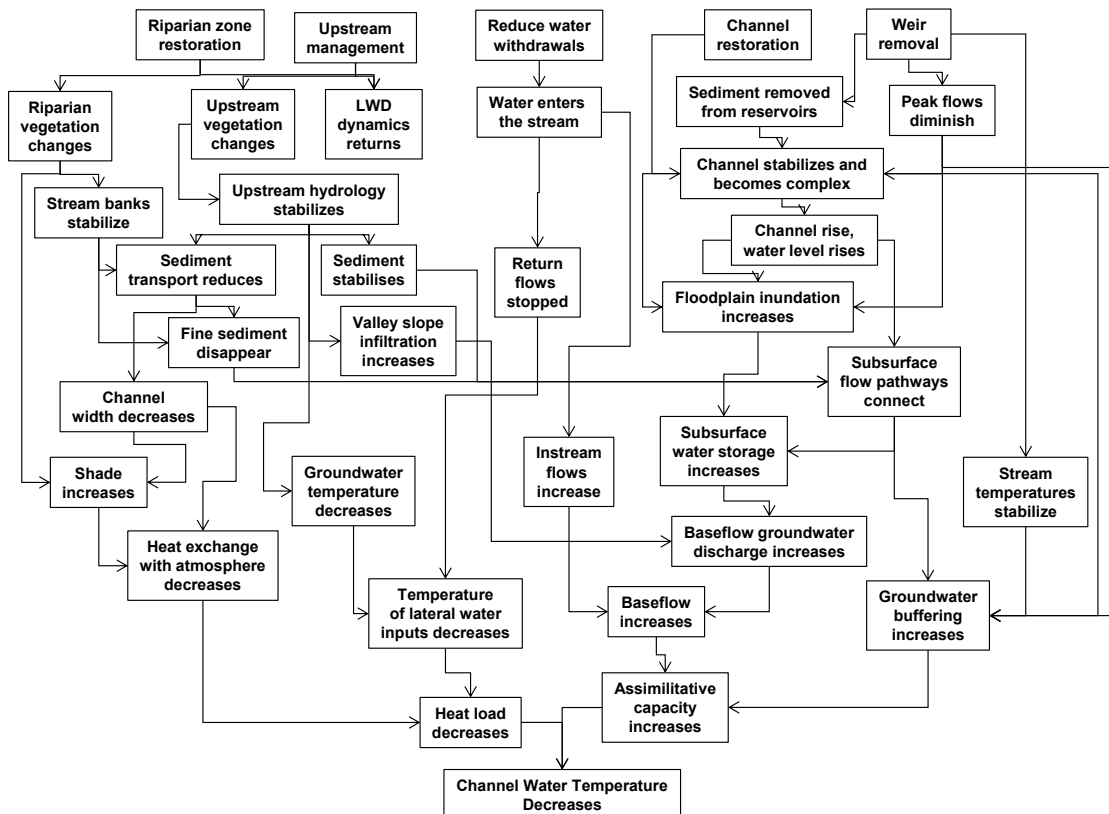 Riparian zone
restoration
Upstream
management
Reduce water
withdrawals
Channel
restoration
Weir
removal
Riparian
vegetation
changes
Upstream
vegetation
changes
LWD
dynamics
returns
Water enters
the stream
Sediment removed
from reservoirs
Peak flows
diminish
Stream banks
stabilize
Upstream hydrology
stabilizes
Channel stabilizes and
becomes complex
Channel rise,
water level rises
Sediment
transport reduces
Sediment
stabilises
Return
flows
stopped
Floodplain inundation
increases
Fine sediment
disappear
Valley slope
infiltration
increases
Subsurface
flow pathways
connect
Channel
width decreases
Subsurface
water storage
increases
Shade
increases
Groundwater
temperature
decreases
Instream
flows
increase
Stream
temperatures
stabilize
Heat exchange
with atmosphere
decreases
Baseflow groundwater
discharge increases
Temperature
of lateral water
inputs decreases
Baseflow
increases
Groundwater
buffering
increases
Heat load
decreases
Assimilitative
capacity
increases
Channel Water Temperature
Decreases